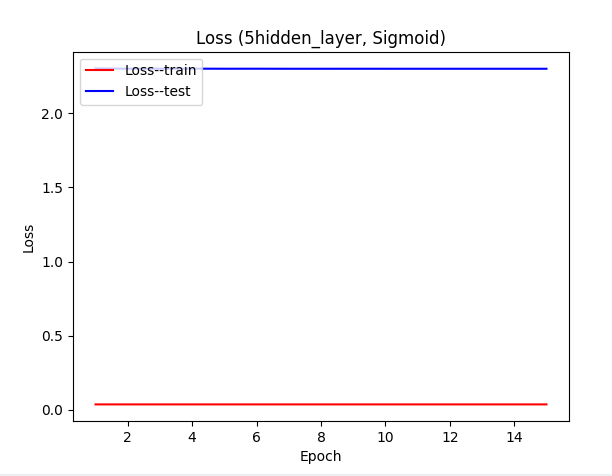 Loss (5hidden_layer, Sigmoid)
Loss--train
Loss--test
2.0
1.5
1.0
0.5
0.0
Loss
2 4 6 8 10 12 14
Epoch